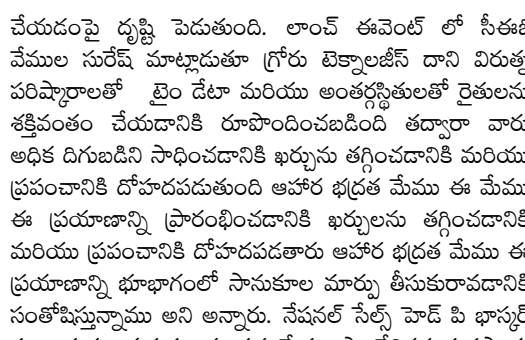 చేయడంపై దృష్టి పెడుతుంది. లాంచ్ ఈవెంట్ లో సీఈఓ
వేముల సురేష్ మాట్లాడుతూ గ్రోరు టెక్నాలజీస్ దాని విరుత్న
పరిష్కారాలతో టైం డేటా మరియు అంతర్గస్థితులతో రైతులను
శక్తివంతం చేయడానికి రూపొందించబడింది తద్వారా వారు
అధిక దిగుబడిని సాధించడానికి ఖర్చును తగ్గించడానికి మరియు
ప్రపంచానికి దోహదపడుతుంది ఆహార భద్రత మేము ఈ మేము
ఈ ప్రయాణాన్ని ప్రారంభించడానికి ఖర్చులను తగ్గించడానికి
మరియు ప్రపంచానికి దోహదపడతారు ఆహార భద్రత మేము ఈ
ప్రయాణాన్ని భూభాగంలో సానుకూల మార్పు తీసుకురావడానికి
సంతోషిస్తున్నాము అని అన్నారు. నేషనల్ సేల్స్ హెడ్ పి భాస్కర్